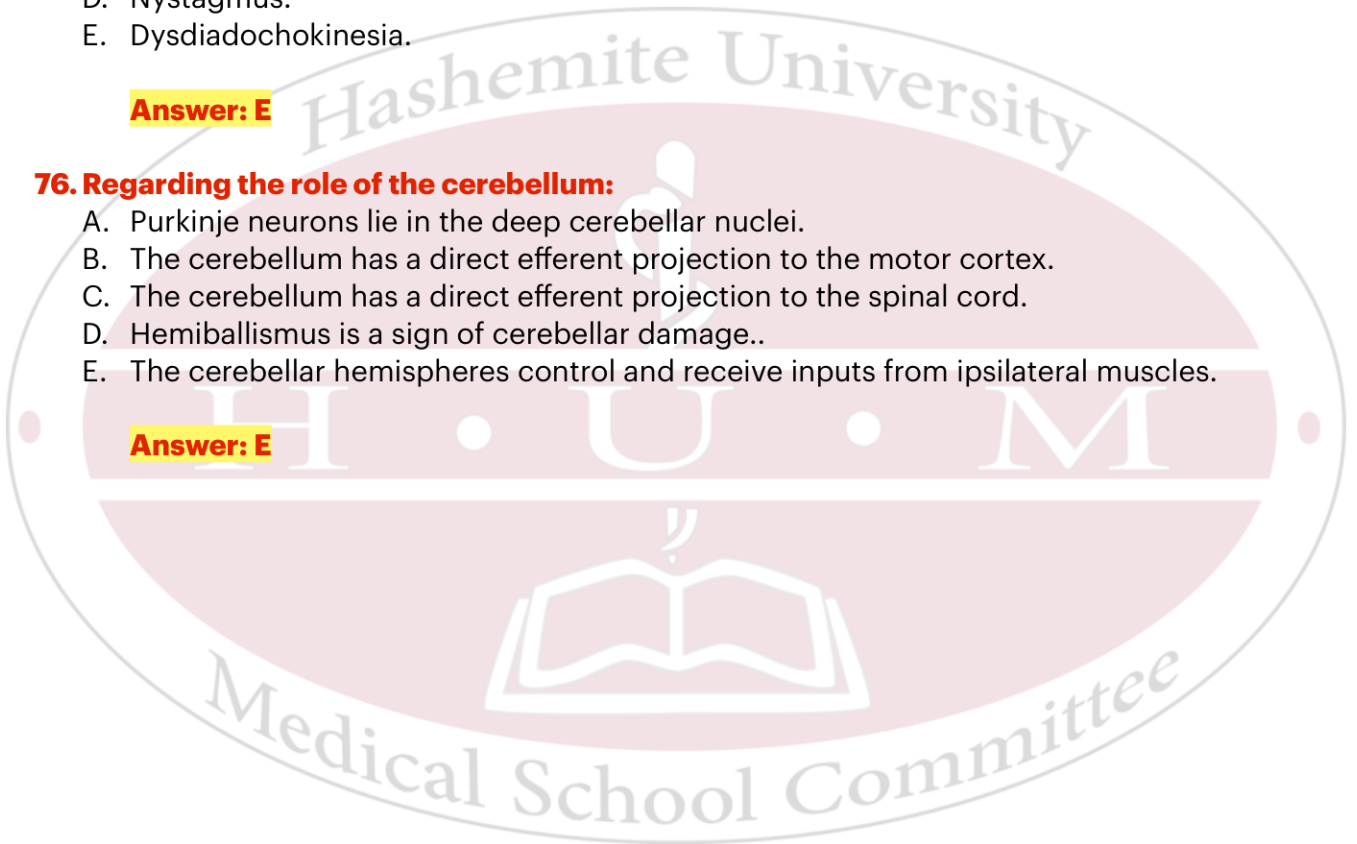 D. Nystagmus.
E. Dysdiadochokinesia.
Answer: E
76. Regarding the role of the cerebellum:
A. Purkinje neurons lie in the deep cerebellar nuclei.
B. The cerebellum has a direct efferent projection to the motor cortex.
C. The cerebellum has a direct efferent projection to the spinal cord.
D. Hemiballismus is a sign of cerebellar damage..
E. The cerebellar hemispheres control and receive inputs from ipsilateral muscles.
Answer: E
Hashemite University
H • U • M
Medical School Committee